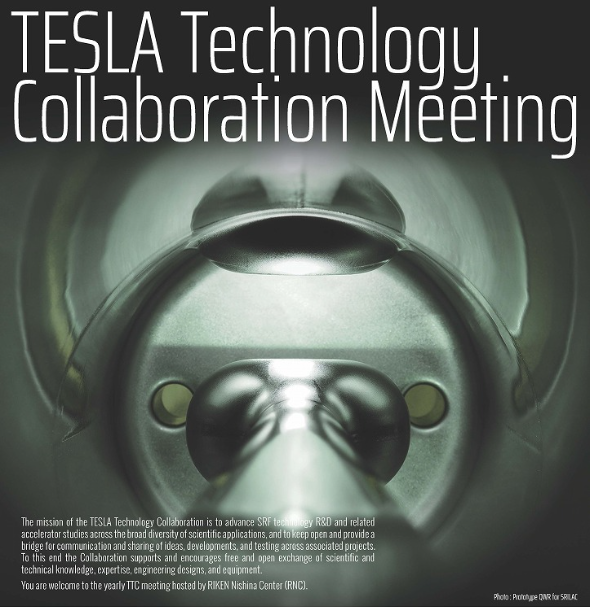 TESLA Technology
Collaboration Meeting
The mission of the TESLA Technology Collaboration is to advance SRF technology R&D and related
accelerator studies across the broad diversity of scientific applications, and to keep open and provide a
bridge for communication and sharing of ideas, developments, and testing across associated projects.
To this end the Collaboration supports and encourages free and open exchange of scientific and
technical knowledge, expertise, engineering designs, and equipment.
You are welcome to the yearly TTC meeting hosted by RIKEN Nishina Center (RNC).
Photo : Prototype QWR for SRILAC